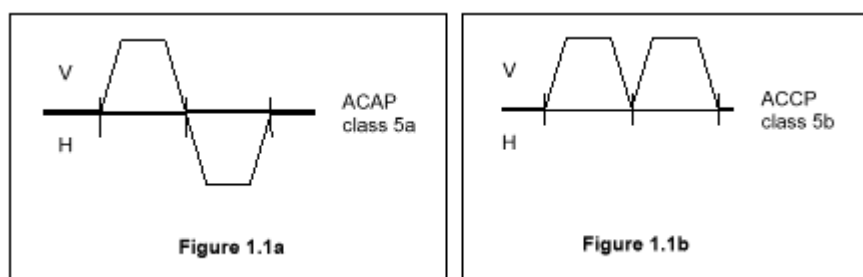 V
H
ACAP
class 5a
Figure 1.1a
V
H
ACCP
class 5b
Figure 1.1b